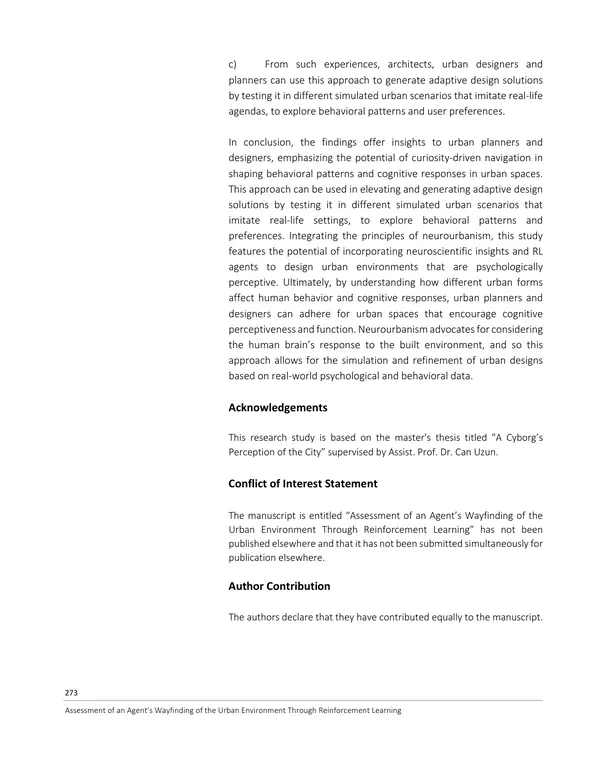 c) From such experiences, architects, urban designers and
planners can use this approach to generate adaptive design solutions
by testing it in different simulated urban scenarios that imitate real-life
agendas, to explore behavioral patterns and user preferences.
In conclusion, the findings offer insights to urban planners and
designers, emphasizing the potential of curiosity-driven navigation in
shaping behavioral patterns and cognitive responses in urban spaces.
This approach can be used in elevating and generating adaptive design
solutions by testing it in different simulated urban scenarios that
imitate real-life settings, to explore behavioral patterns and
preferences. Integrating the principles of neurourbanism, this study
features the potential of incorporating neuroscientific insights and RL
agents to design urban environments that are psychologically
perceptive. Ultimately, by understanding how different urban forms
affect human behavior and cognitive responses, urban planners and
designers can adhere for urban spaces that encourage cognitive
perceptiveness and function. Neurourbanism advocates for considering
the human brain’s response to the built environment, and so this
approach allows for the simulation and refinement of urban designs
based on real-world psychological and behavioral data.
Acknowledgements
This research study is based on the master's thesis titled "A Cyborg’s
Perception of the City” supervised by Assist. Prof. Dr. Can Uzun.
Conflict of Interest Statement
The manuscript is entitled “Assessment of an Agent’s Wayfinding of the
Urban Environment Through Reinforcement Learning” has not been
published elsewhere and that it has not been submitted simultaneously for
publication elsewhere.
Author Contribution
The authors declare that they have contributed equally to the manuscript.
273
Assessment of an Agent’s Wayfinding of the Urban Environment Through Reinforcement Learning